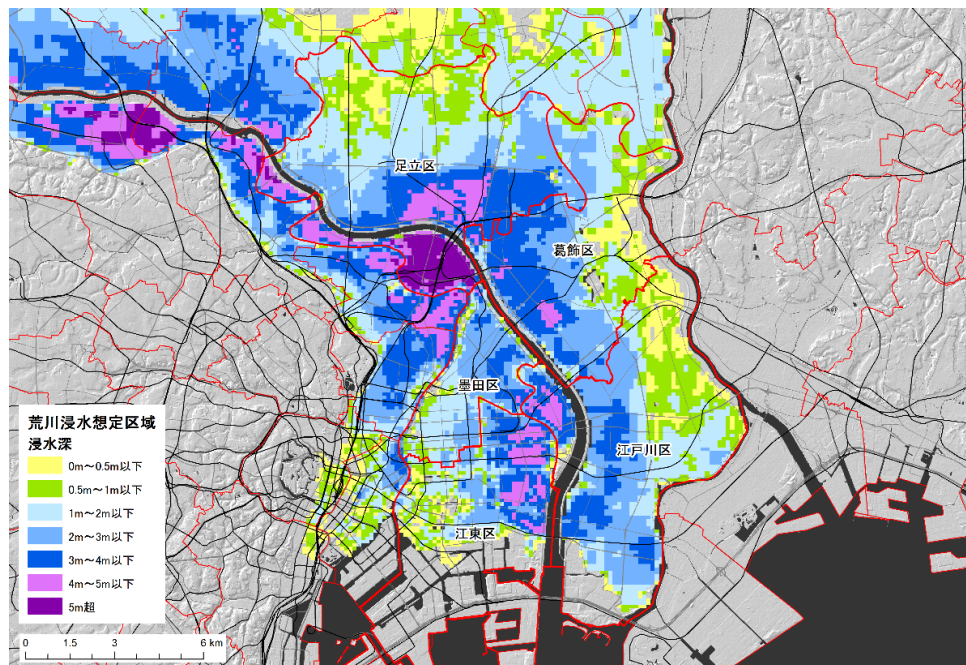 足立区
葛飾区
墨田区
江戸川区
江東区
荒川浸水想定区域
浸水深
0m～0.5m以下
0.5m～1m以下
1m～2m以下
2m～3m以下
3m～4m以下
4m～5m以下
5m超
0 1.5 3 6 km